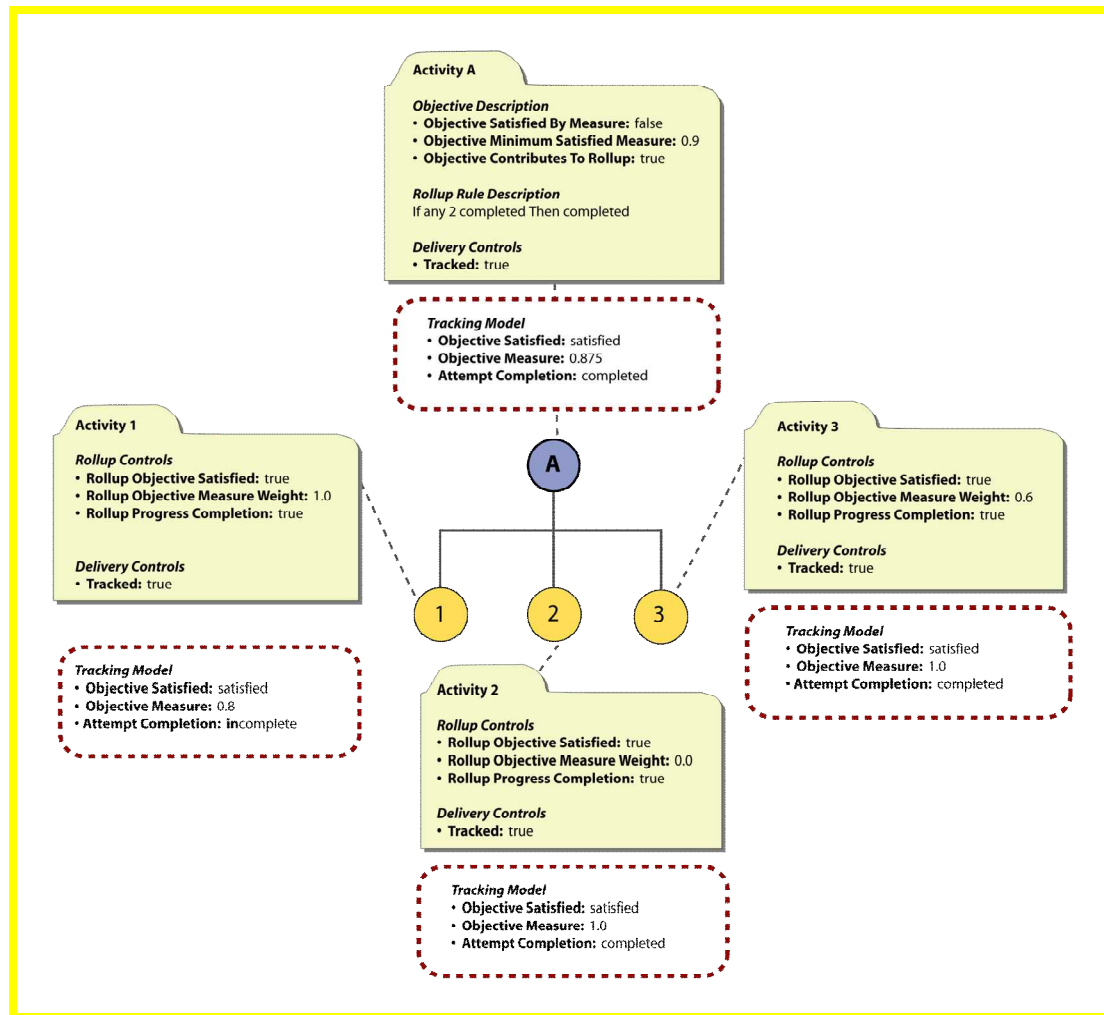 Activity A
Objective Description
• Objective Satisfied By Measure: false
• Objective Minimum Satisfied Measure: 0.9
• Objective Contributes To Rollup: true
Rollup Rule Description
If any 2 completed Then completed
Delivery Controls
• Tracked: true
Tracking Model
• Objective Satisfied: satisfied
• Objective Measure: 0.875
• Attempt Completion: completed
Activity 1
Rollup Controls
• Rollup Objective Satisfied: true
• Rollup Objective Measure Weight: 1.0
• Rollup Progress Completion: true
Delivery Controls
• Tracked: true
Tracking Model
• Objective Satisfied: satisfied
• Objective Measure: 0.8
• Attempt Completion: incomplete
A
1
2
3
Activity 3
Rollup Controls
• Rollup Objective Satisfied: true
• Rollup Objective Measure Weight: 0.6
• Rollup Progress Completion: true
Delivery Controls
• Tracked: true
Tracking Model
• Objective Satisfied: satisfied
• Objective Measure: 1.0
• Attempt Completion: completed
Activity 2
Rollup Controls
• Rollup Objective Satisfied: true
• Rollup Objective Measure Weight: 0.0
• Rollup Progress Completion: true
Delivery Controls
• Tracked: true
Tracking Model
• Objective Satisfied: satisfied
• Objective Measure: 1.0
• Attempt Completion: completed